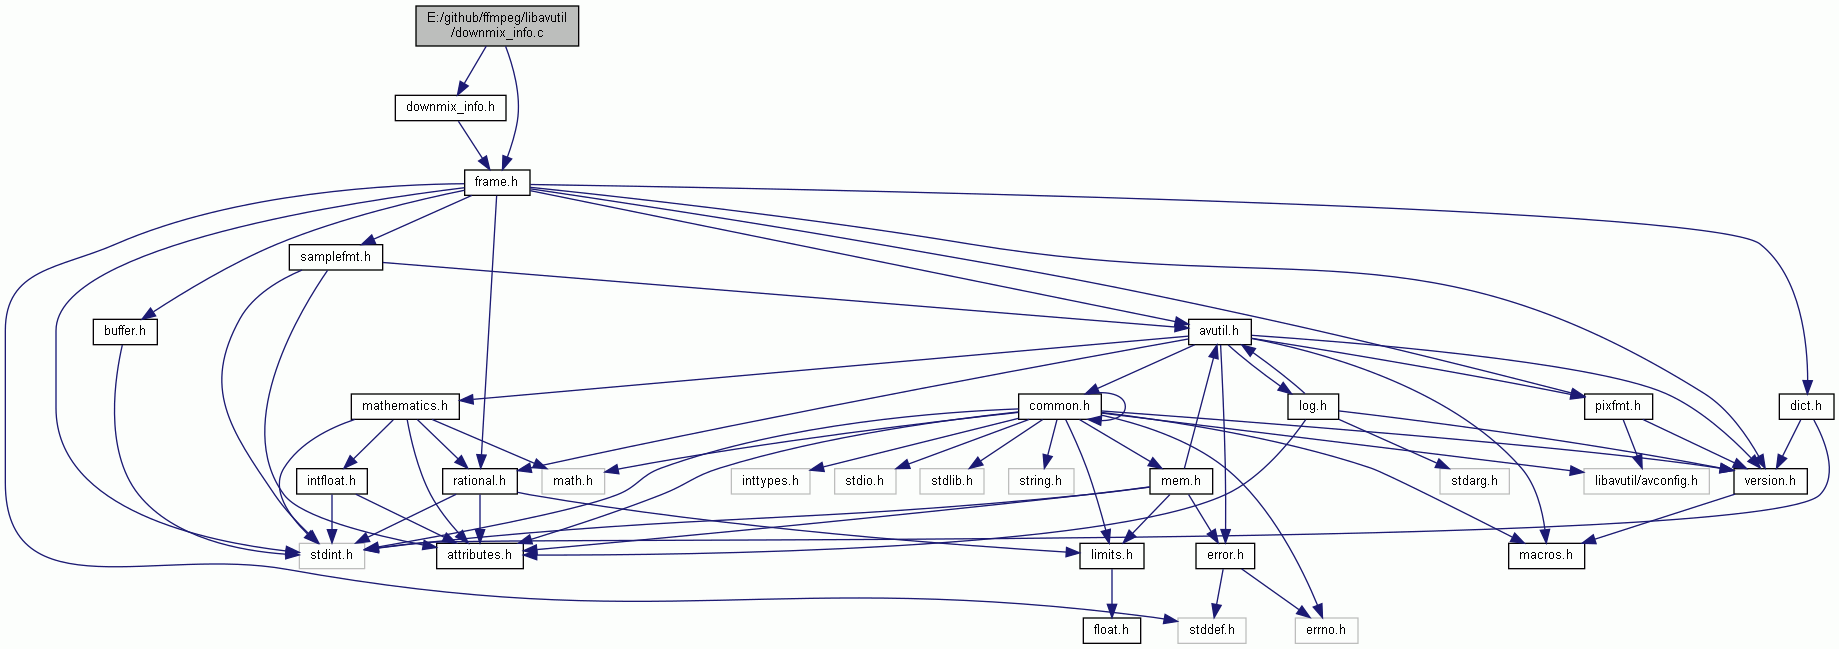 E:/github/ffmpeg/libavutil
/downmix_info.c
downmix_info.h
frame.h
samplefmt.h
buffer.h
avutil.h
mathematics.h
common.h
log.h
pixfmt.h
dict.h
intfloat.h
rational.h
math.h
inttypes.h
stdio.h
stdlib.h
string.h
mem.h
stdarg.h
libavutil/avconfig.h
version.h
stdint.h
attributes.h
limits.h
error.h
macros.h
float.h
stddef.h
errno.h